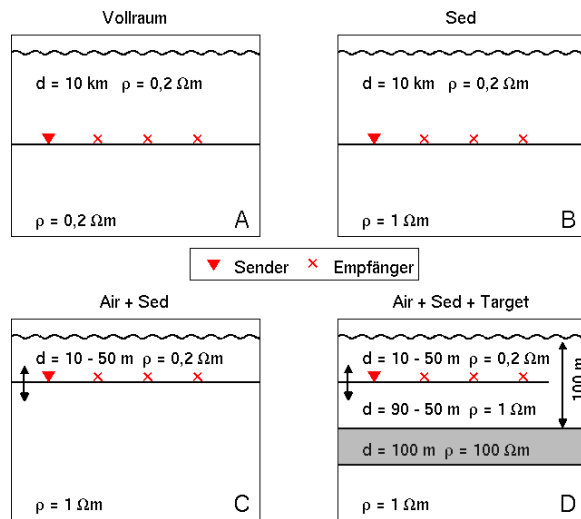 Vollraum
d = 10 km ρ = 0,2 Ωm
ρ = 0,2 Ωm
A
Sed
d = 10 km ρ = 0,2 Ωm
ρ = 1 Ωm
B
Sender Empfänger
Air + Sed
d = 10 - 50 m ρ = 0,2 Ωm
ρ = 1 Ωm
C
Air + Sed + Target
d = 10 - 50 m ρ = 0,2 Ωm
100 m
d = 90 - 50 m ρ = 1 Ωm
d = 100 m ρ = 100 Ωm
ρ = 1 Ωm
D